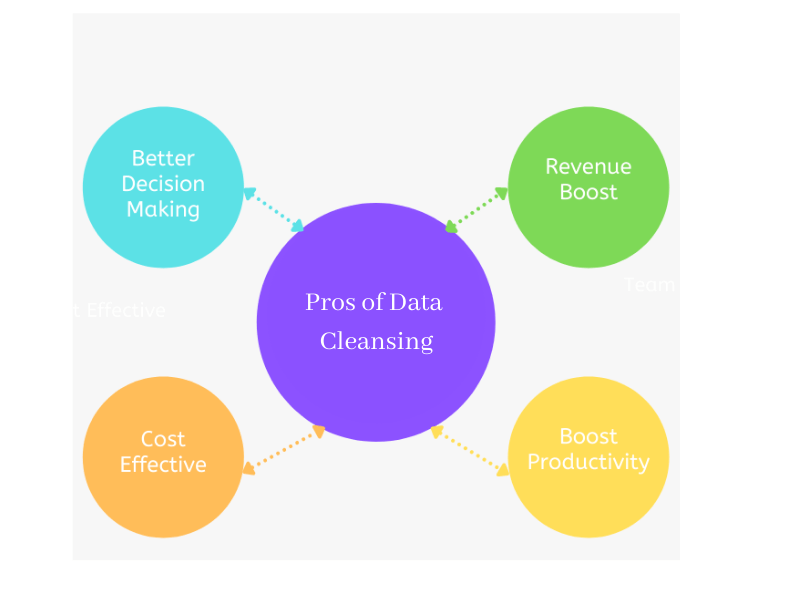 Better
Decision
Making
Revenue
Boost
Team
t Effective
Pros of Data
Cleansing
Cost
Effective
Boost
Productivity